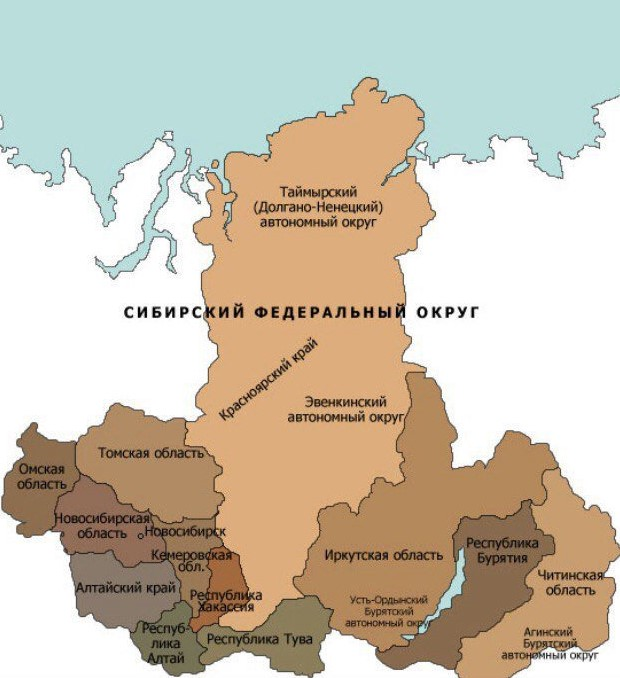 Таймырский
(Долгано-Ненецкий)
автономный округ
СИБИРСКИЙ ФЕДЕРАЛЬНЫЙ ОКРУГ
Красноярский край
Эвенкинский
автономный округ
Томская область
Омская
область
Новосибирская
область
Новосибирск
Кемеровская
обл.
Иркутская область
Республика
Бурятия
Алтайский край
Республика
Хакассия
Читинская
область
Усть-Ордынский
Бурятский
автономный округ
Респуб-
лика
Алтай
Республика Тува
Агинский
Бурятский
автономный округ